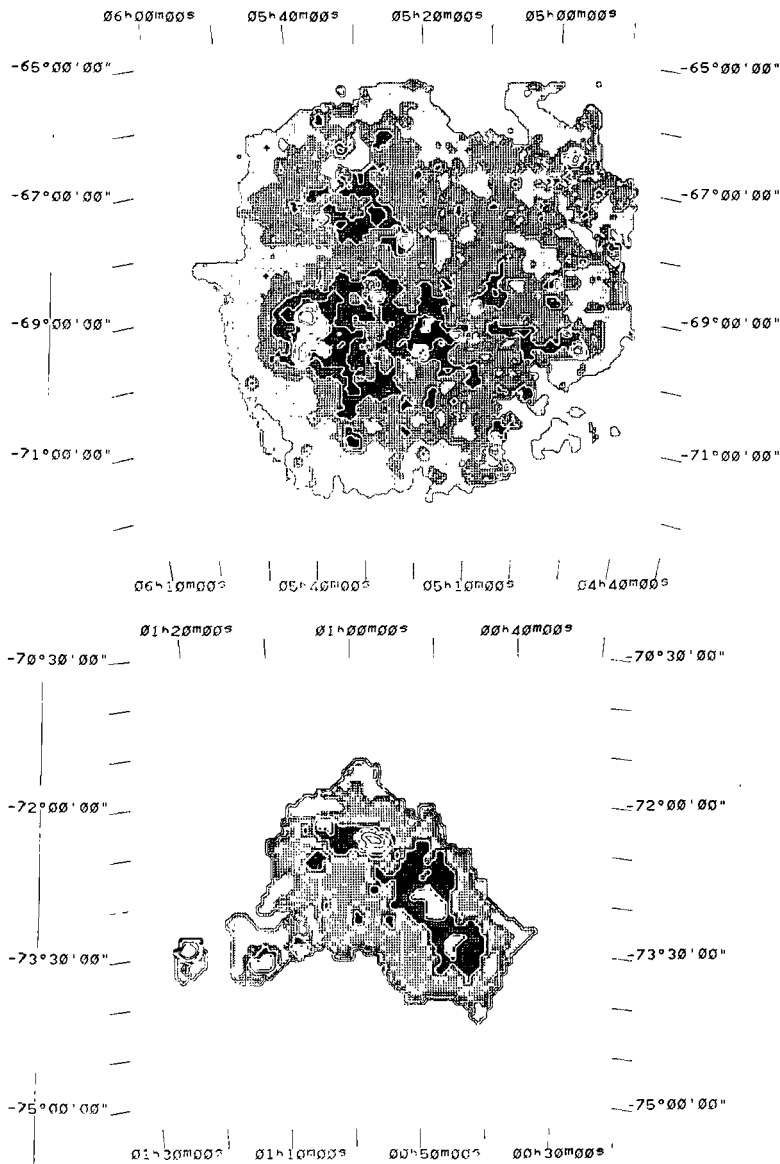 06h00m00s 05h40m00s 05h20m00s 05h00m00s
-65°00'00" -65°00'00"
-67°00'00" -67°00'00"
-69°00'00" -69°00'00"
-71°00'00" -71°00'00"
06h10m00s 05h40m00s 05h10m00s 04h40m00s
01h20m00s 01h00m00s 00h40m00s
-70°30'00" -70°30'00"
-72°00'00" -72°00'00"
-73°30'00" -73°30'00"
-75°00'00" -75°00'00"
01h30m00s 01h10m00s 00h50m00s 00h30m00s